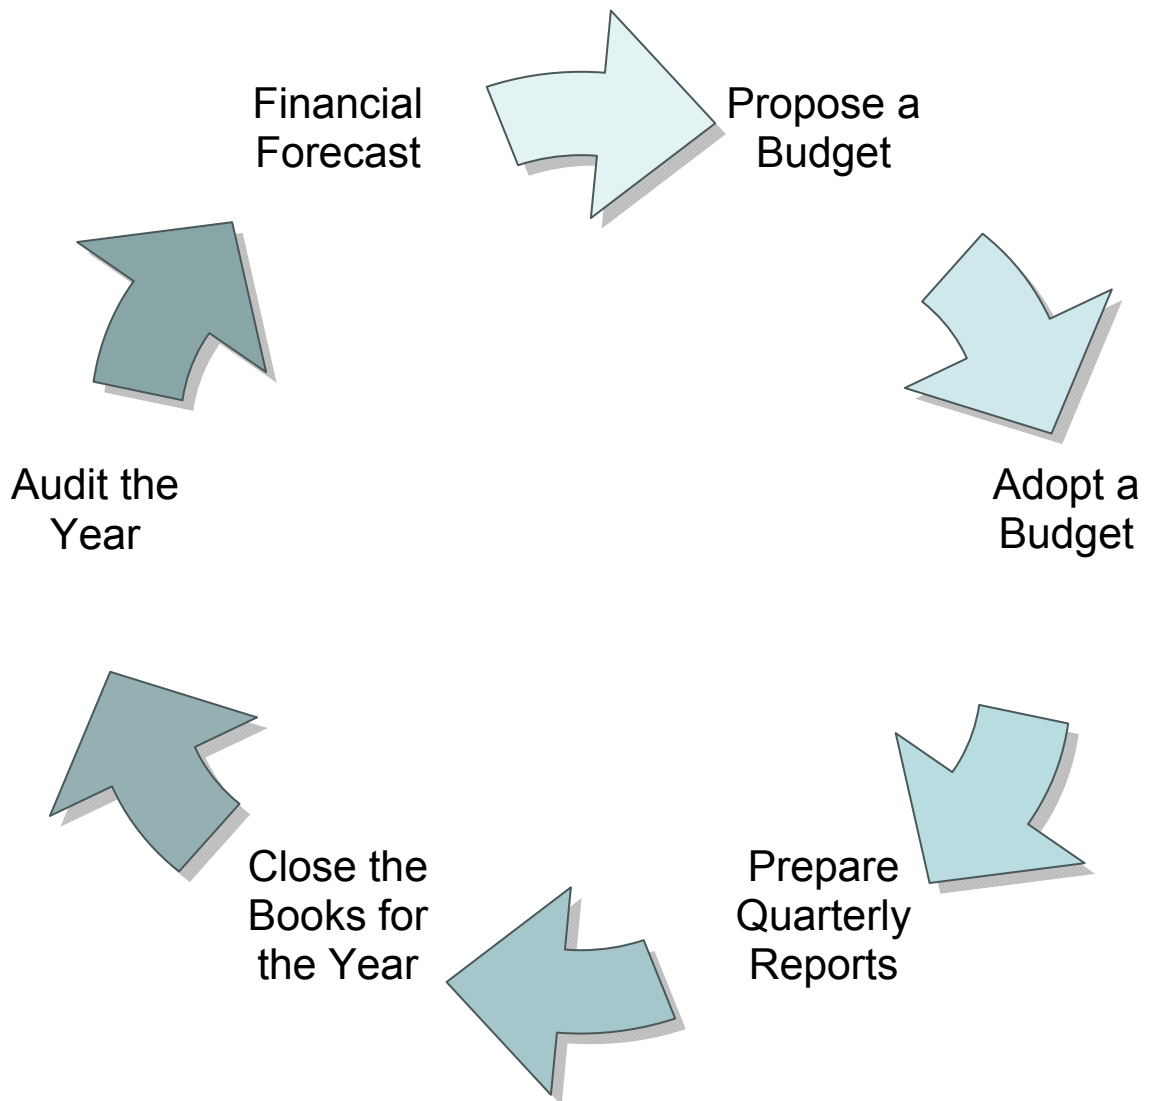 Financial
Forecast
Propose a
Budget
Adopt a
Budget
Prepare
Quarterly
Reports
Close the
Books for
the Year
Audit the
Year